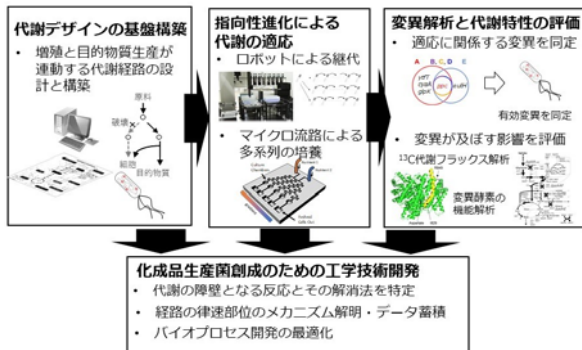 代謝デザインの基盤構築
• 増殖と目的物質生産が
連動する代謝経路の設
計と構築
原料
破壊
細胞
目的物質
指向性進化による
代謝の適応
• ロボットによる継代
• マイクロ流路による
多系列の培養
変異解析と代謝特性の評価
• 適応に関係する変異を同定
A B, C, D E
有効変異を同定
• 変異が及ぼす影響を評価
¹³C代謝フラックス解析
変異酵素の
機能解析
化成品生産菌創成のための工学技術開発
• 代謝の障壁となる反応とその解消法を特定
• 経路の律速部位のメカニズム解明・データ蓄積
• バイオプロセス開発の最適化